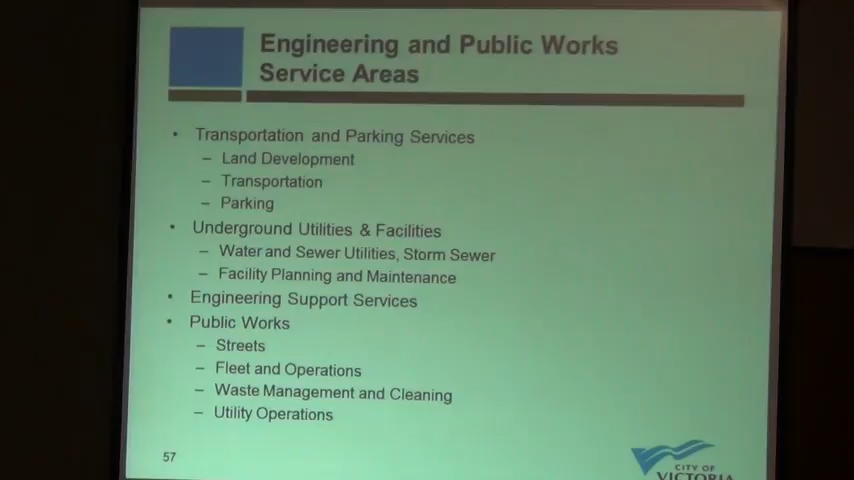 Engineering and Public Works
Service Areas
• Transportation and Parking Services
– Land Development
– Transportation
– Parking
• Underground Utilities & Facilities
– Water and Sewer Utilities, Storm Sewer
– Facility Planning and Maintenance
• Engineering Support Services
• Public Works
– Streets
– Fleet and Operations
– Waste Management and Cleaning
– Utility Operations
57
CITY OF
VICTORIA